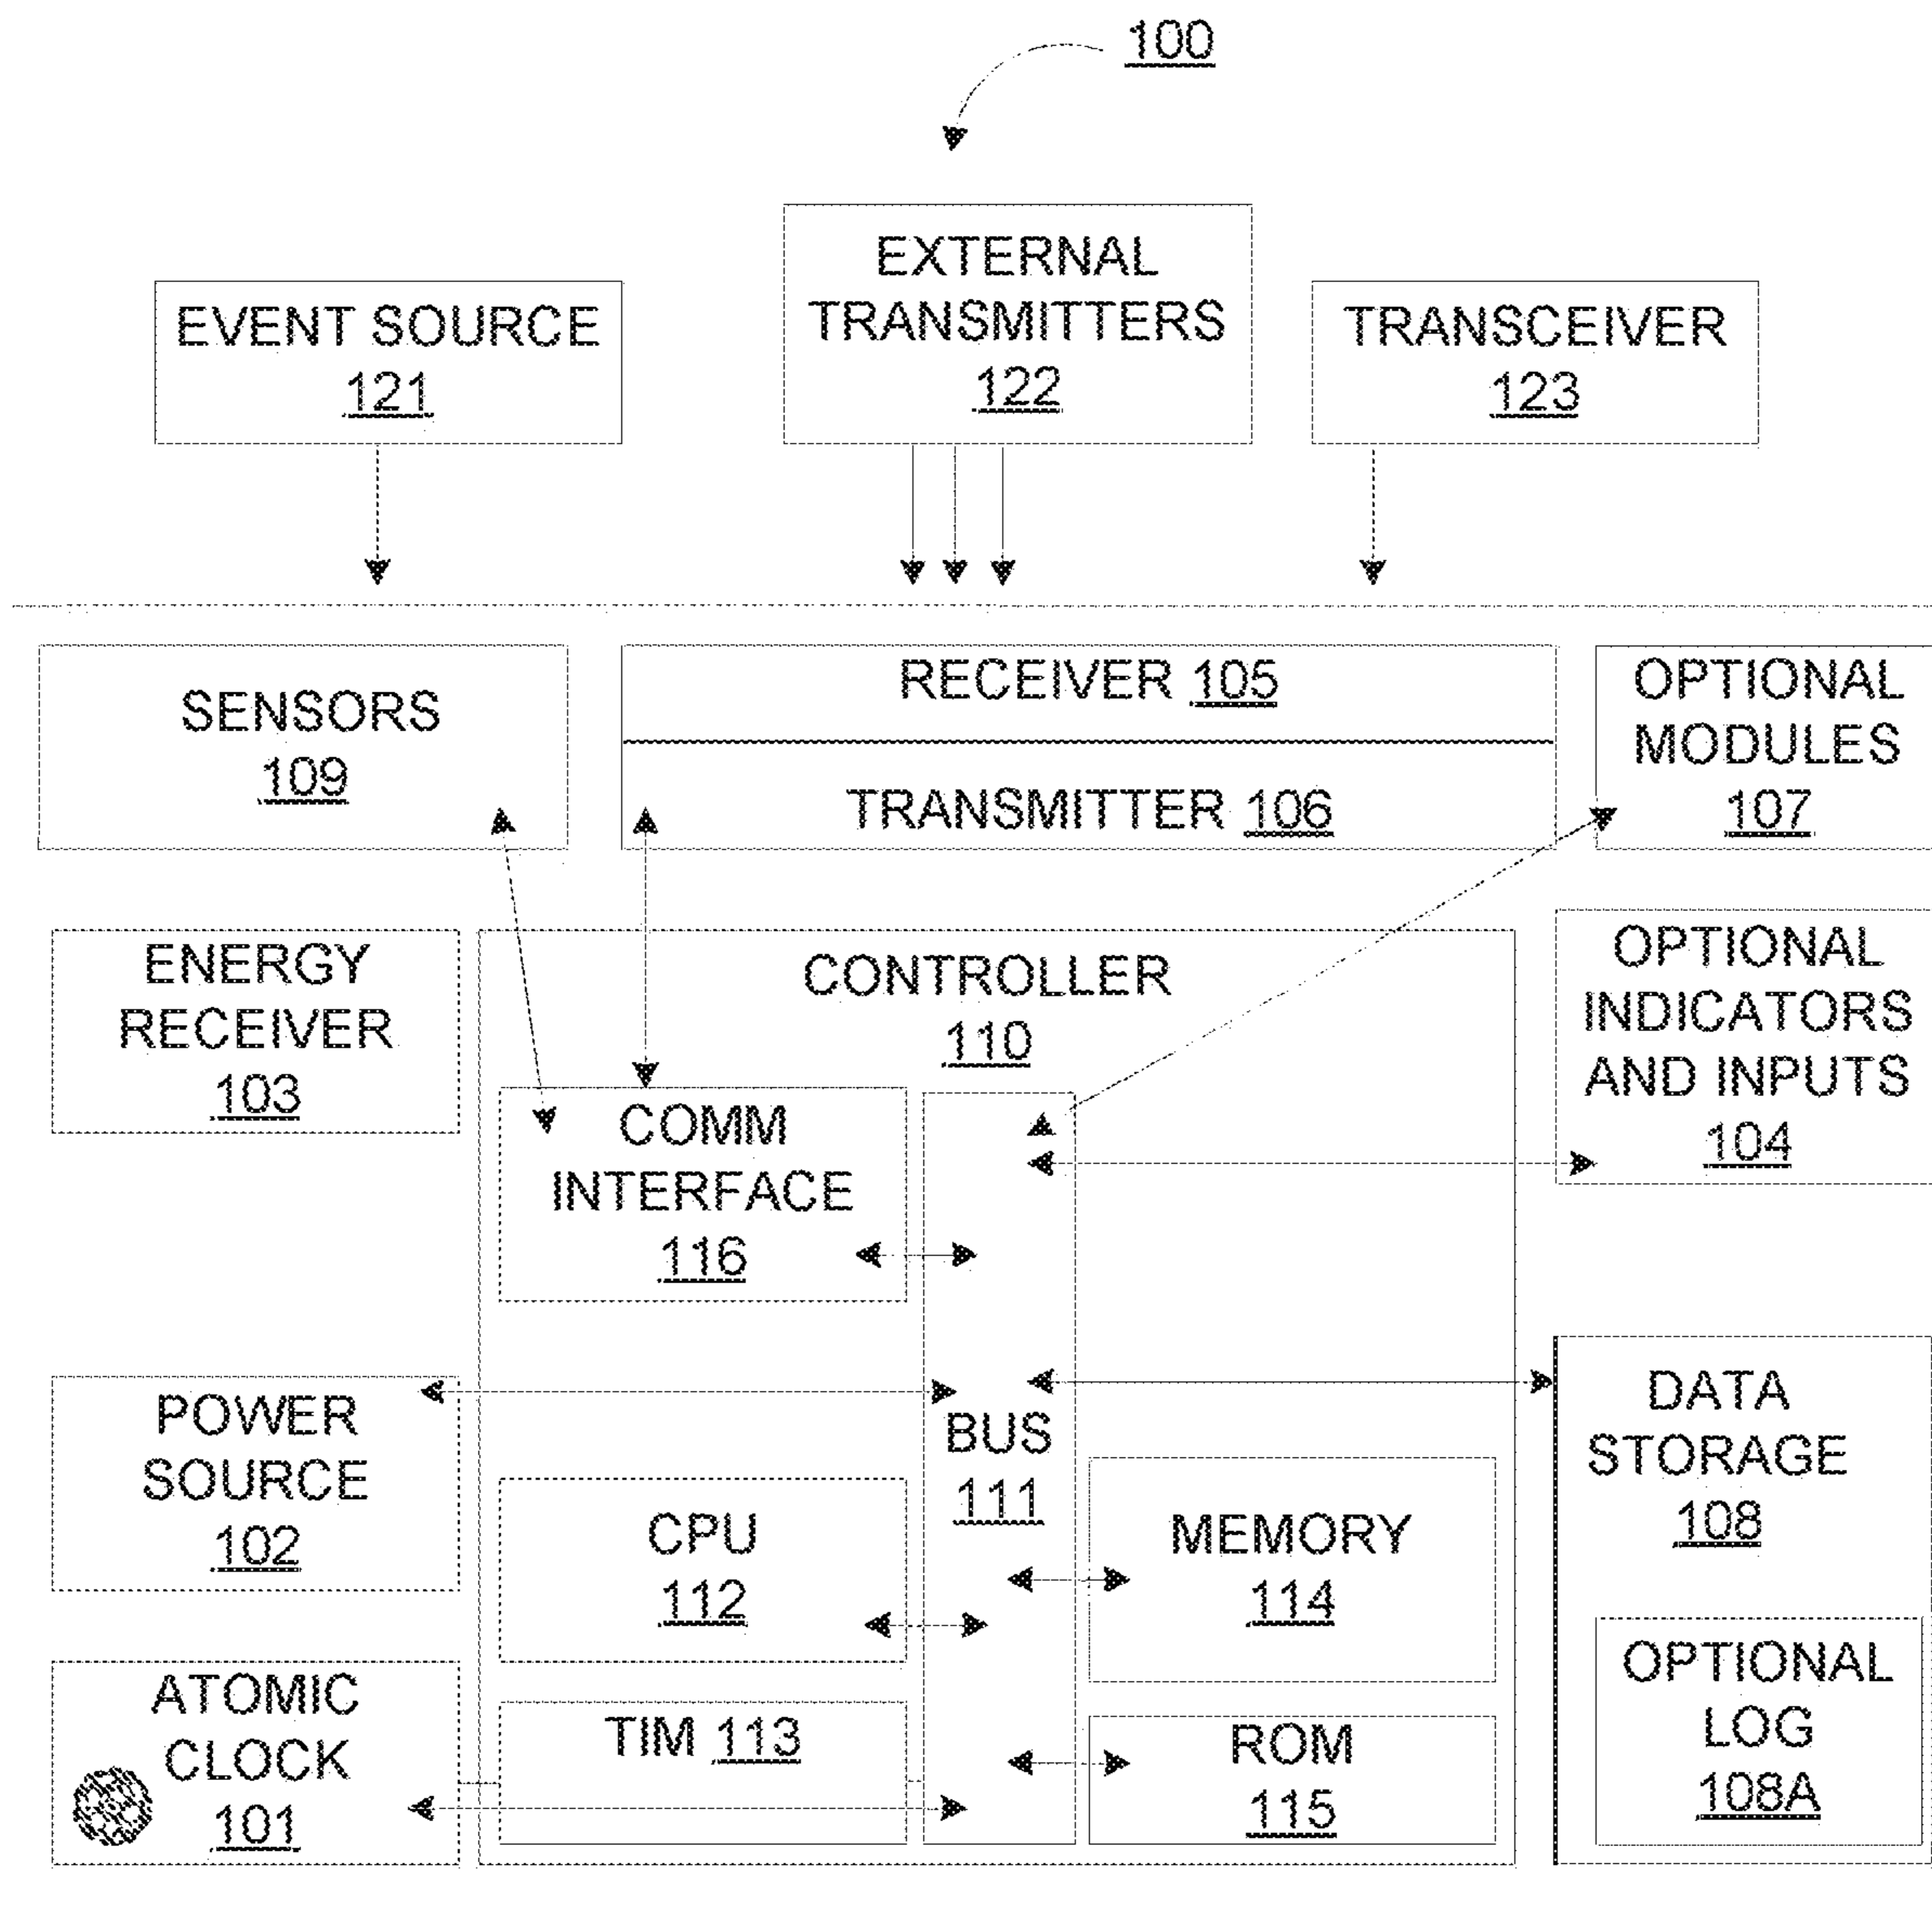 100
EVENT SOURCE
121
EXTERNAL
TRANSMITTERS
122
TRANSCEIVER
123
SENSORS
109
RECEIVER 105
TRANSMITTER 106
OPTIONAL
MODULES
107
ENERGY
RECEIVER
103
CONTROLLER
110
OPTIONAL
INDICATORS
AND INPUTS
104
COMM
INTERFACE
116
POWER
SOURCE
102
BUS
111
DATA
STORAGE
108
CPU
112
MEMORY
114
ATOMIC
CLOCK
101
TIM 113
ROM
115
OPTIONAL
LOG
108A